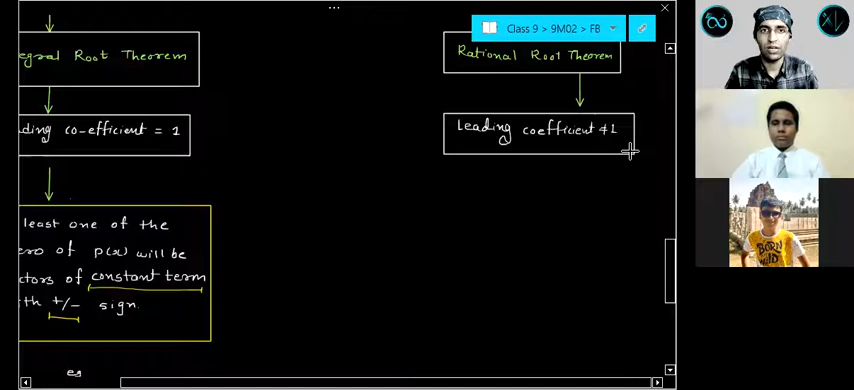 Class 9 > 9M02 > FB
egral Root Theorem
Rational Root Theorem
ding co-efficient = 1
Leading coefficient ≠1
least one of the
ero of p(x) will be
ctors of constant term
th +/- sign.
es
BORN
WILD